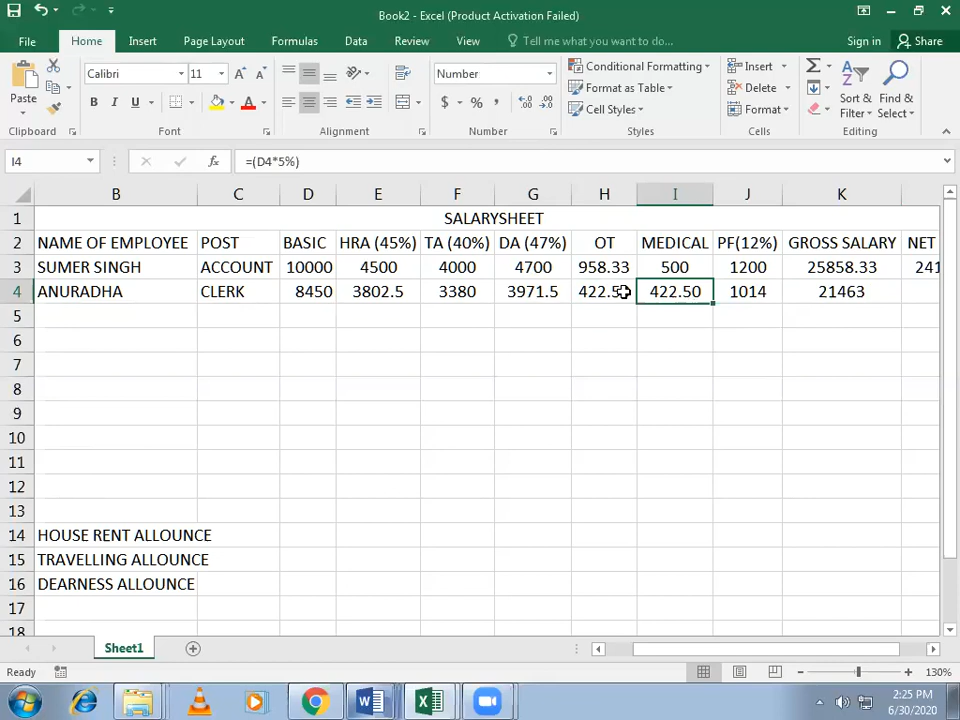 Book2 - Excel (Product Activation Failed)
File Home Insert Page Layout Formulas Data Review View Tell me what you want to do... Sign in Share
Paste Calibri 11 Number Conditional Formatting Insert
B I U A $ % , Format as Table Delete Sort & Find &
Cell Styles Format Filter Select
Clipboard Font Alignment Number Styles Cells Editing
I4 fx =(D4*5%)
B C D E F G H I J K
1 SALARYSHEET
2 NAME OF EMPLOYEE POST BASIC HRA (45%) TA (40%) DA (47%) OT MEDICAL PF(12%) GROSS SALARY NET
3 SUMER SINGH ACCOUNT 10000 4500 4000 4700 958.33 500 1200 25858.33 241
4 ANURADHA CLERK 8450 3802.5 3380 3971.5 422.50 1014 21463
5
6
7
8
9
10
11
12
13
14 HOUSE RENT ALLOUNCE
15 TRAVELLING ALLOUNCE
16 DEARNESS ALLOUNCE
17
18
Sheet1
Ready 130%
2:25 PM
6/30/2020